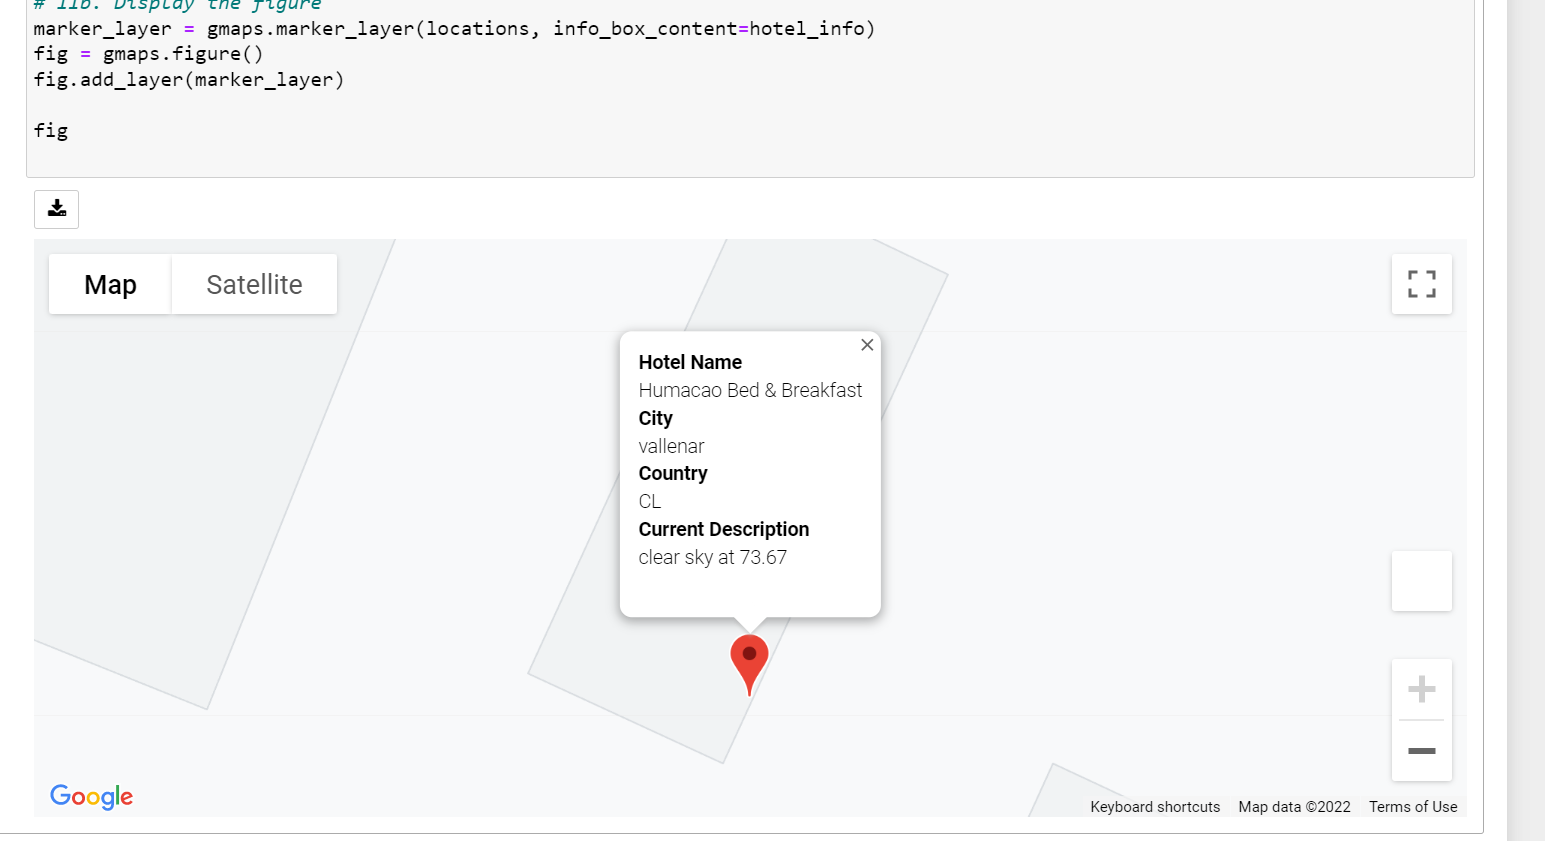 # 11b. Display the figure
marker_layer = gmaps.marker_layer(locations, info_box_content=hotel_info)
fig = gmaps.figure()
fig.add_layer(marker_layer)
fig
Map
Satellite
Hotel Name
Humacao Bed & Breakfast
City
vallenar
Country
CL
Current Description
clear sky at 73.67
Google
Keyboard shortcuts
Map data ©2022
Terms of Use